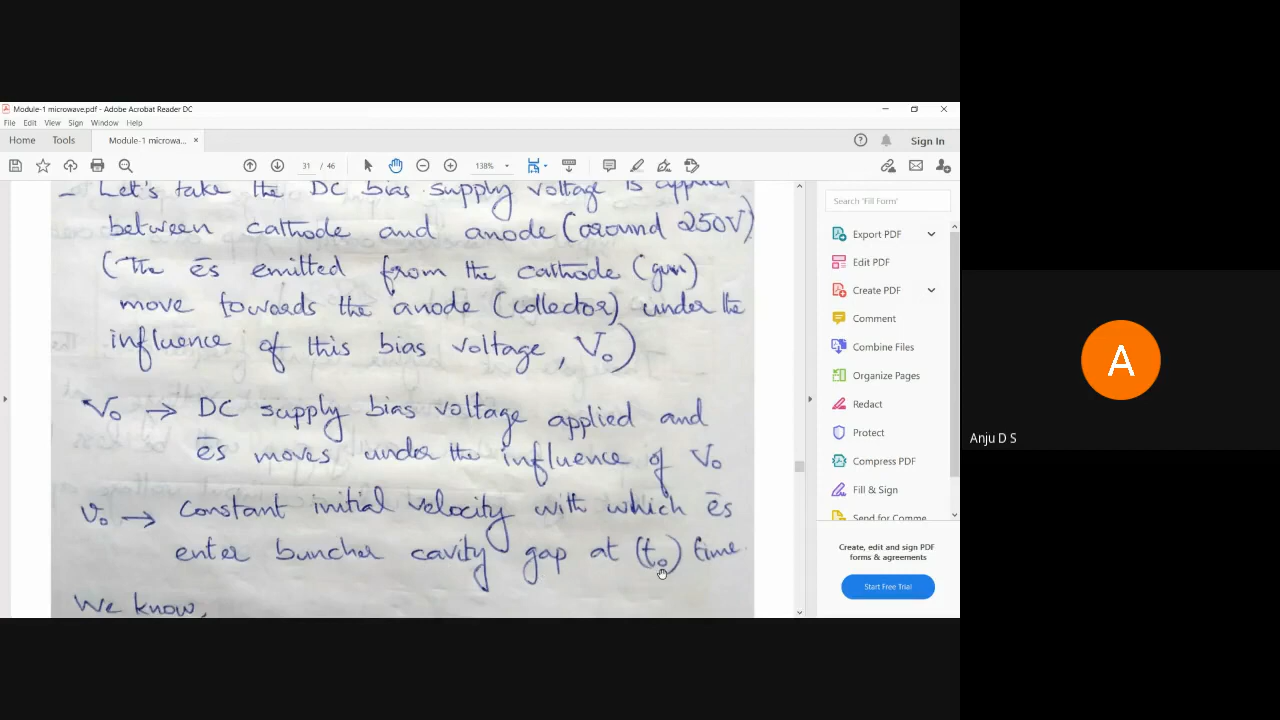 Module-1 microwave.pdf - Adobe Acrobat Reader DC
File Edit View Sign Window Help
Home Tools Module-1 microwa... × Sign In
31 / 46 138%
- Let's take the DC bias supply voltage is applied
between cathode and anode (around 250V)
(The ēs emitted from the cathode (gun)
move towards the anode (collector) under the
influence of this bias voltage, V₀)
V₀ → DC supply bias voltage applied and
ēs moves under the influence of V₀
v₀ → Constant initial velocity with which ēs
enter buncher cavity gap at (t₀) time.
We know,
Search 'Fill Form'
Export PDF
Edit PDF
Create PDF
Comment
Combine Files
Organize Pages
Redact
Protect
Compress PDF
Fill & Sign
Send for Comme
Create, edit and sign PDF
forms & agreements
Start Free Trial
A
Anju D S